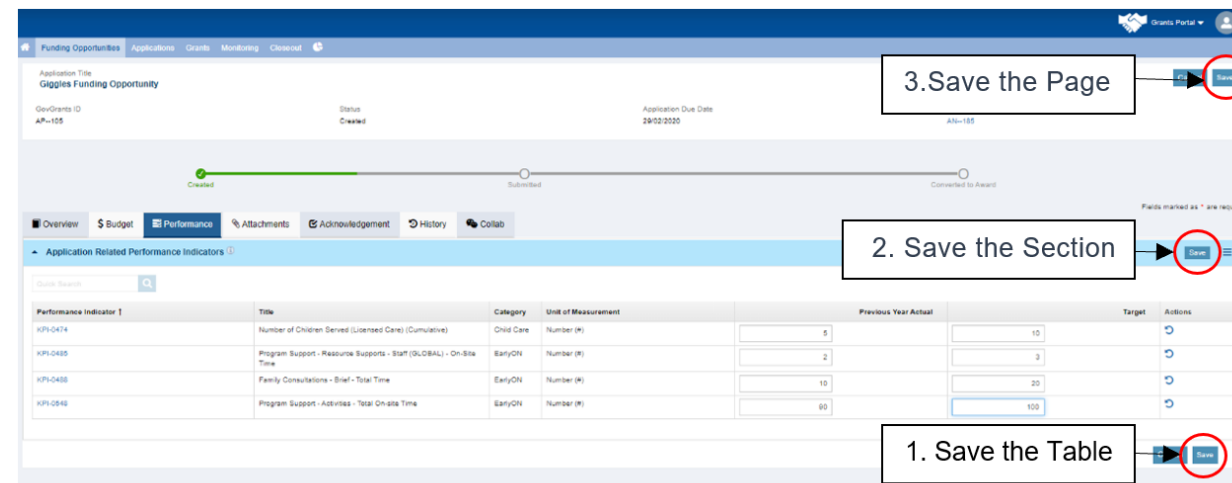 Grants Portal
Funding Opportunities Applications Grants Monitoring Closeout
Application Title
Giggles Funding Opportunity
3.Save the Page
Save
GovGrants ID Status Application Due Date
AP--105 Created 29/02/2020 AN--185
Created Submitted Converted to Award
Fields marked as * are requ
Overview $ Budget Performance Attachments Acknowledgement History Collab
Application Related Performance Indicators
2. Save the Section
Save
Quick Search
Performance Indicator Title Category Unit of Measurement Previous Year Actual Target Actions
KPI-0474 Number of Children Served (Licensed Care) (Cumulative) Child Care Number (#) 5 10
KPI-0485 Program Support - Resource Supports - Staff (GLOBAL) - On-Site EarlyON Number (#) 2 3
Time
KPI-0488 Family Consultations - Brief - Total Time EarlyON Number (#) 10 20
KPI-0548 Program Support - Activities - Total On-site Time EarlyON Number (#) 90 100
1. Save the Table
Save